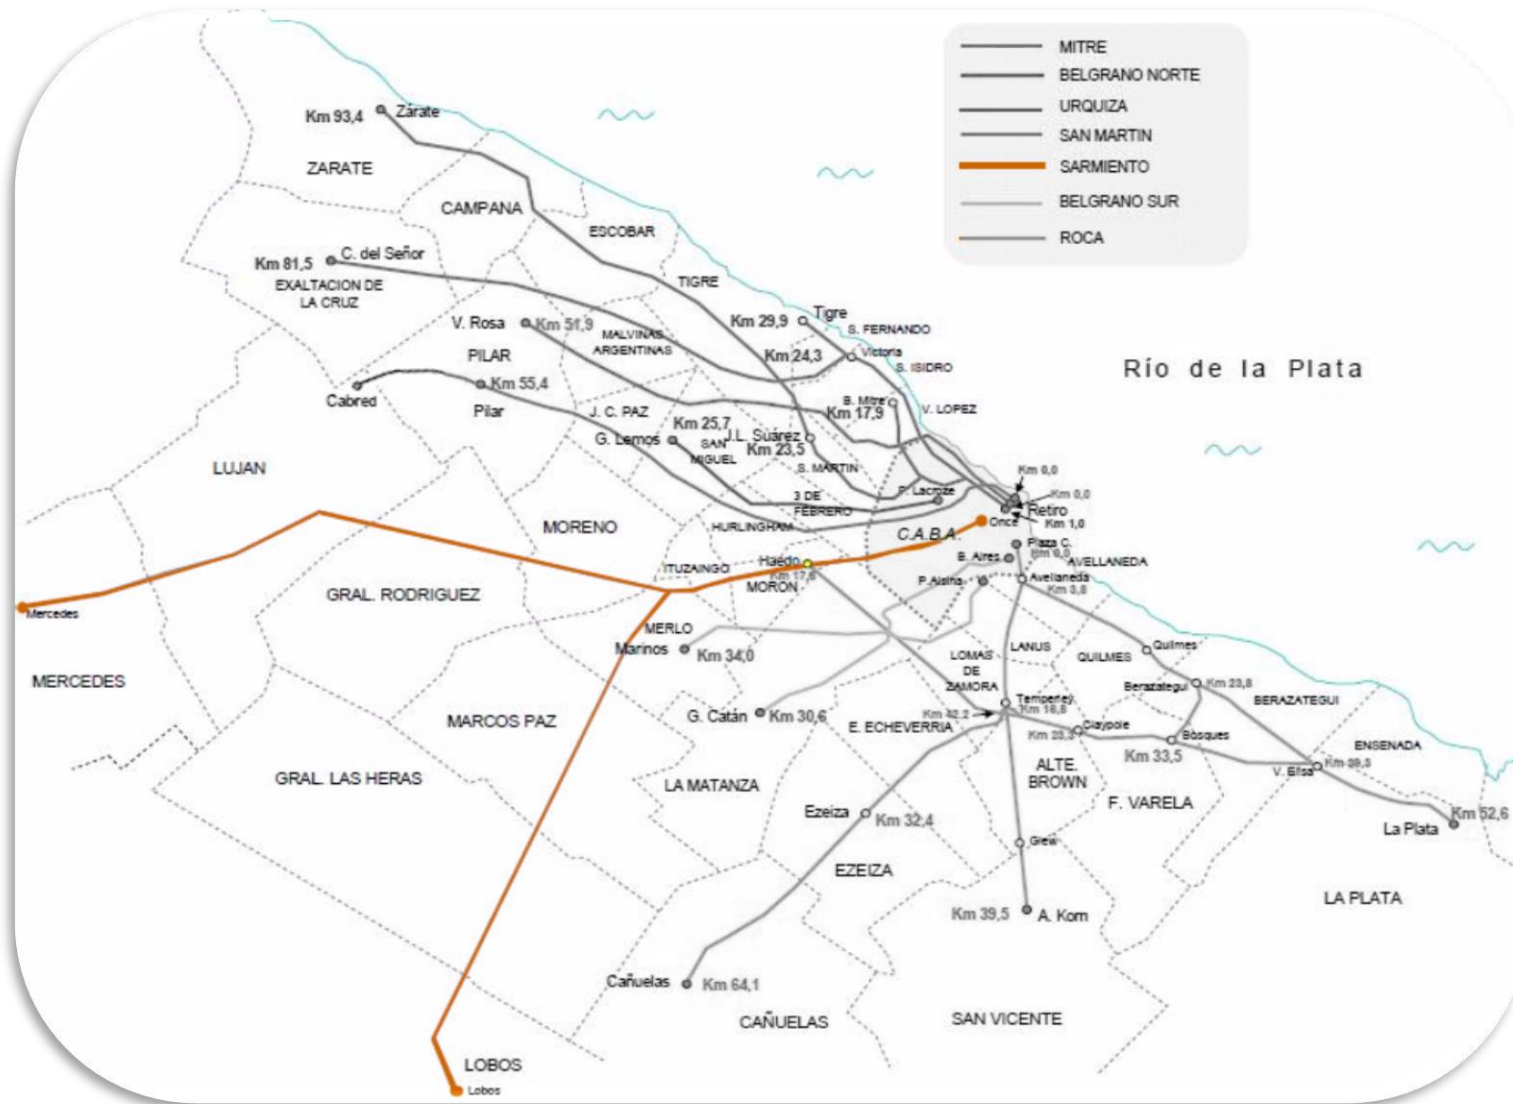 MITRE
BELGRANO NORTE
URQUIZA
SAN MARTIN
SARMIENTO
BELGRANO SUR
ROCA
Km 93,4
Zárate
ZARATE
CAMPANA
ESCOBAR
Km 81,5
C. del Señor
EXALTACION DE
LA CRUZ
TIGRE
Km 29,9
Tigre
S. FERNANDO
V. Rosa
Km 51,9
MALVINAS
ARGENTINAS
Km 24,3
Victoria
S. ISIDRO
PILAR
Km 55,4
Cabred
Pilar
Río de la Plata
B. Mitre
Km 17,9
V. LOPEZ
J. C. PAZ
Km 25,7
G. Lemos
SAN
MIGUEL
J.L. Suárez
Km 23,5
S. MARTIN
LUJAN
Km 0,0
Km 0,0
F. Lacroze
Retiro
Km 1,0
3 DE
FEBRERO
MORENO
HURLINGHAM
Once
C.A.B.A.
Plaza C.
Km 0,0
AVELLANEDA
B. Aires
ITUZAINGO
Haedo
Km 17,6
MORON
P.Alsina
Avellaneda
Km 3,8
GRAL. RODRIGUEZ
Mercedes
MERLO
Marinos
Km 34,0
MERCEDES
LOMAS
DE
ZAMORA
LANUS
QUILMES
Quilmes
Berazategui
Km 23,8
BERAZATEGUI
MARCOS PAZ
G. Catán
Km 30,6
Temperley
Km 16,8
Km 42,2
E. ECHEVERRIA
Claypole
Km 23,3
Bosques
Km 33,5
ENSENADA
V. Elisa
Km 39,3
GRAL. LAS HERAS
LA MATANZA
ALTE.
BROWN
F. VARELA
Ezeiza
Km 32,4
Km 52,6
La Plata
Glew
EZEIZA
LA PLATA
Km 39,5
A. Korn
Cañuelas
Km 64,1
CAÑUELAS
SAN VICENTE
LOBOS
Lobos